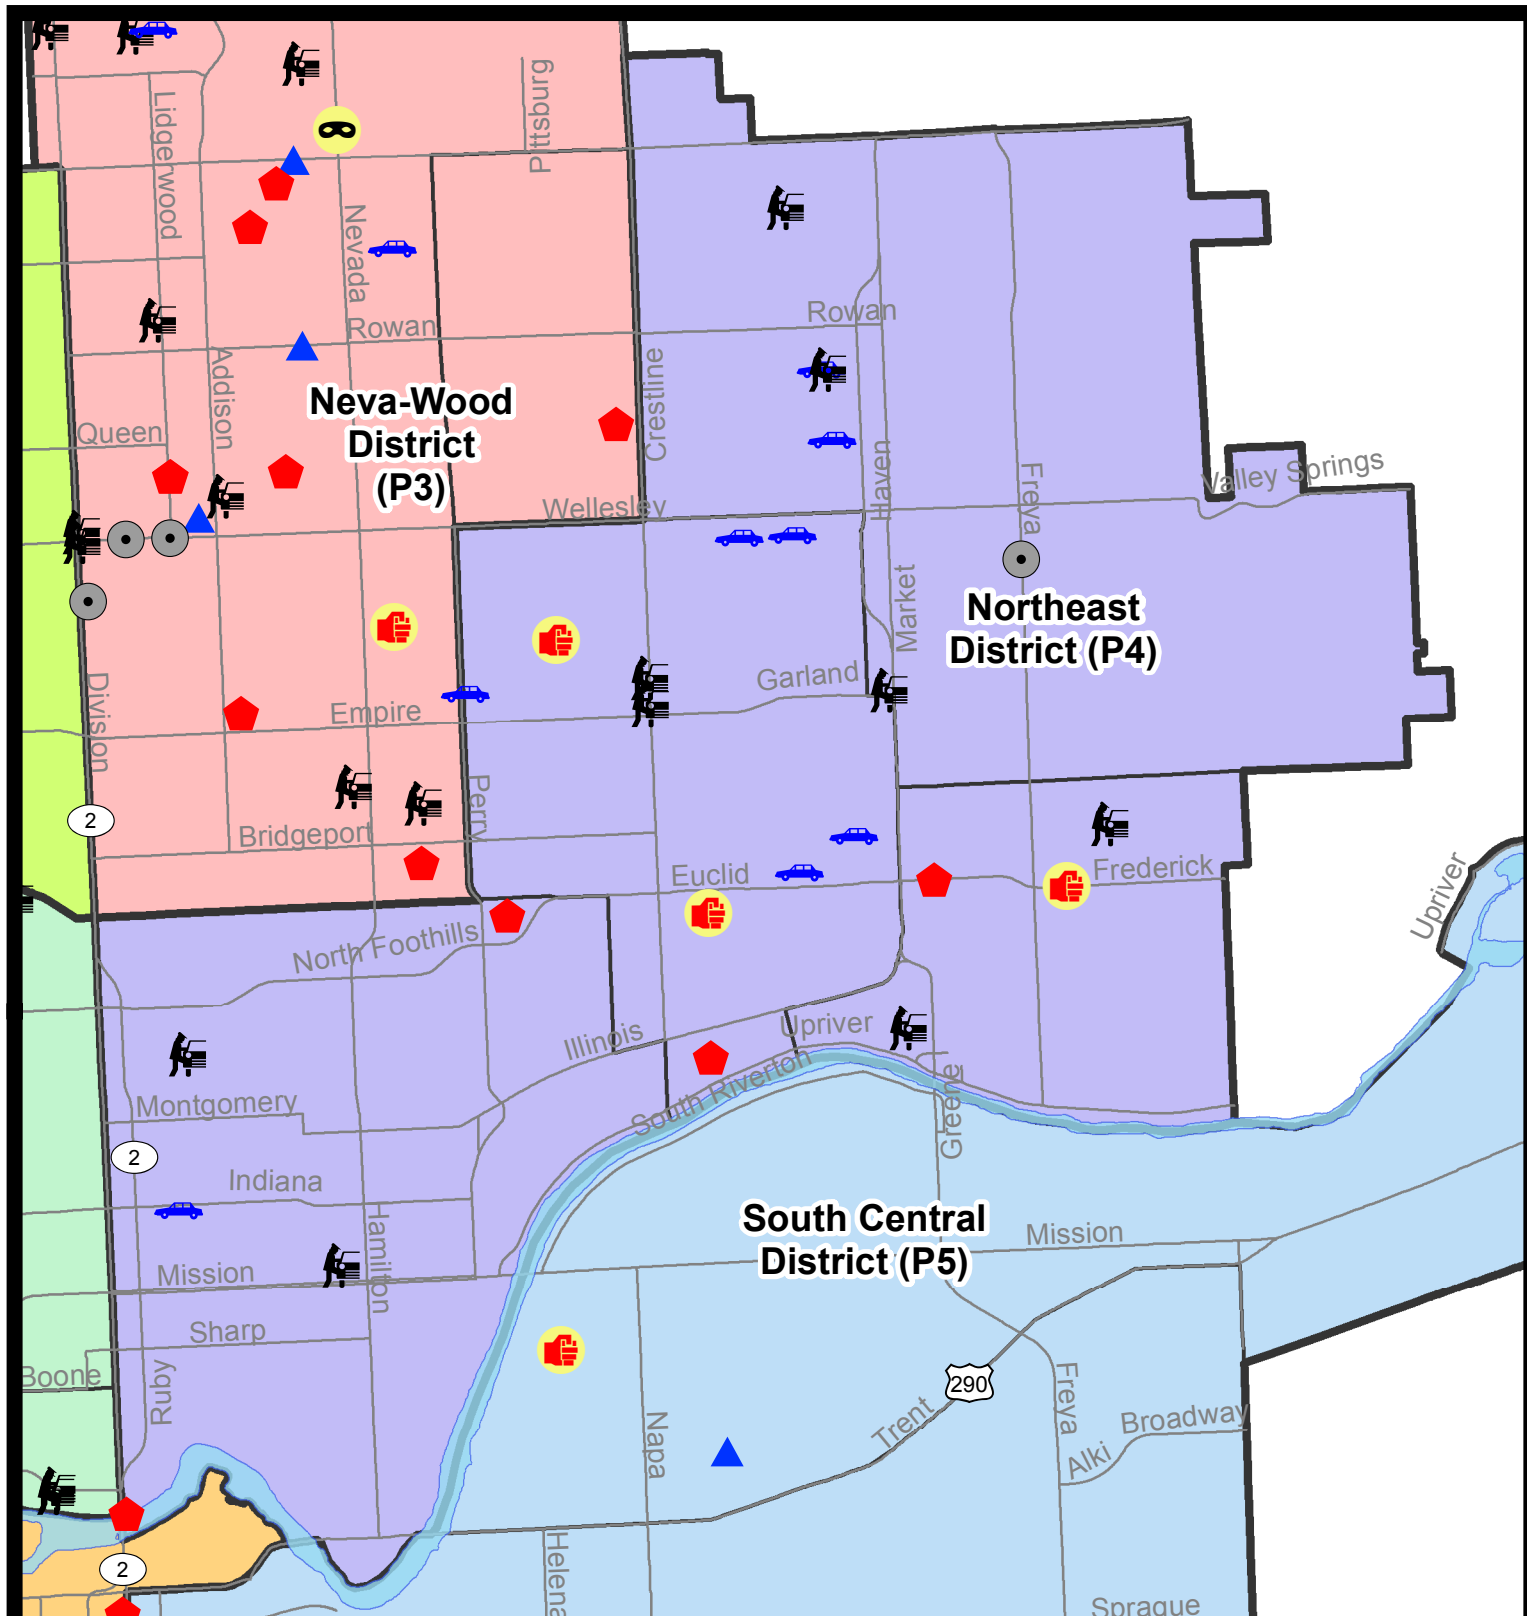 Pittsburg
Lidgerwood
Nevada
Rowan
Rowan
Addison
Crestline
Neva-Wood
District
(P3)
Queen
Haven
Freya
Valley Springs
Wellesley
Market
Northeast
District (P4)
Division
Garland
Empire
Perry
2
Bridgeport
Euclid
Frederick
Upriver
North Foothills
Illinois
Upriver
South Riverton
Greene
Montgomery
2
Indiana
Hamilton
South Central
District (P5)
Mission
Mission
Sharp
Boone
Ruby
290
Freya
Napa
Trent
Broadway
Alki
2
Helena
Sprague